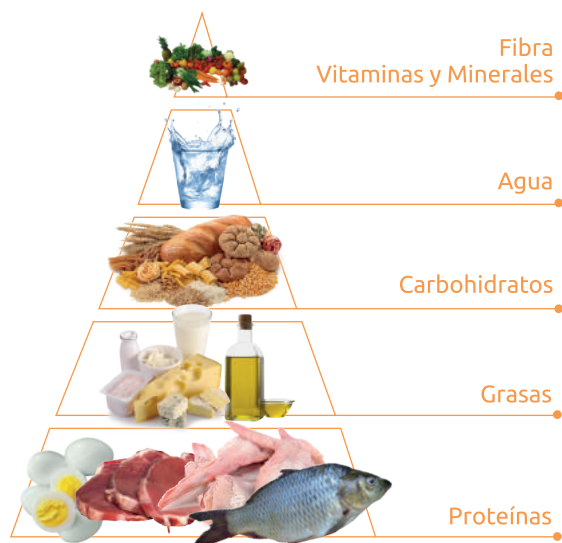 Fibra
Vitaminas y Minerales
Agua
Carbohidratos
Grasas
Proteínas